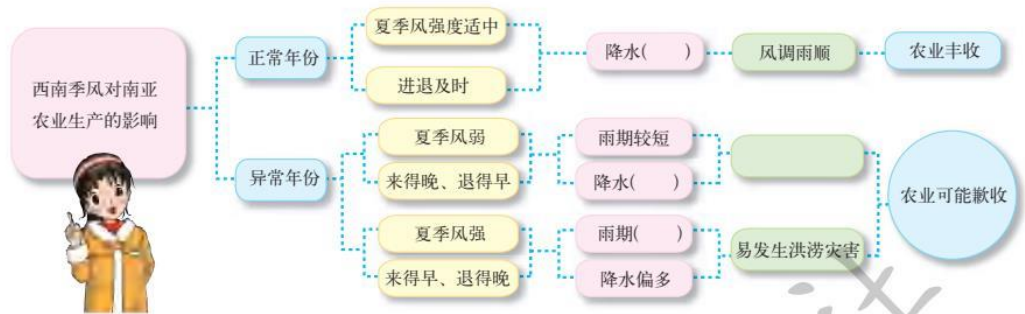 西南季风对南亚
农业生产的影响
正常年份
夏季风强度适中
进退及时
降水(　　)
风调雨顺
农业丰收
异常年份
夏季风弱
来得晚、退得早
雨期较短
降水(　　)
夏季风强
来得早、退得晚
雨期(　　)
降水偏多
易发生洪涝灾害
农业可能歉收